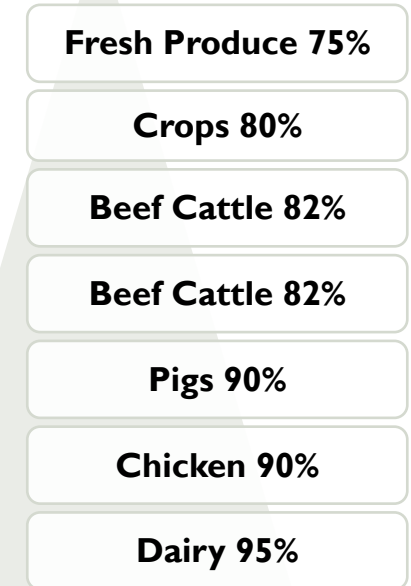 Fresh Produce 75%
Crops 80%
Beef Cattle 82%
Beef Cattle 82%
Pigs 90%
Chicken 90%
Dairy 95%